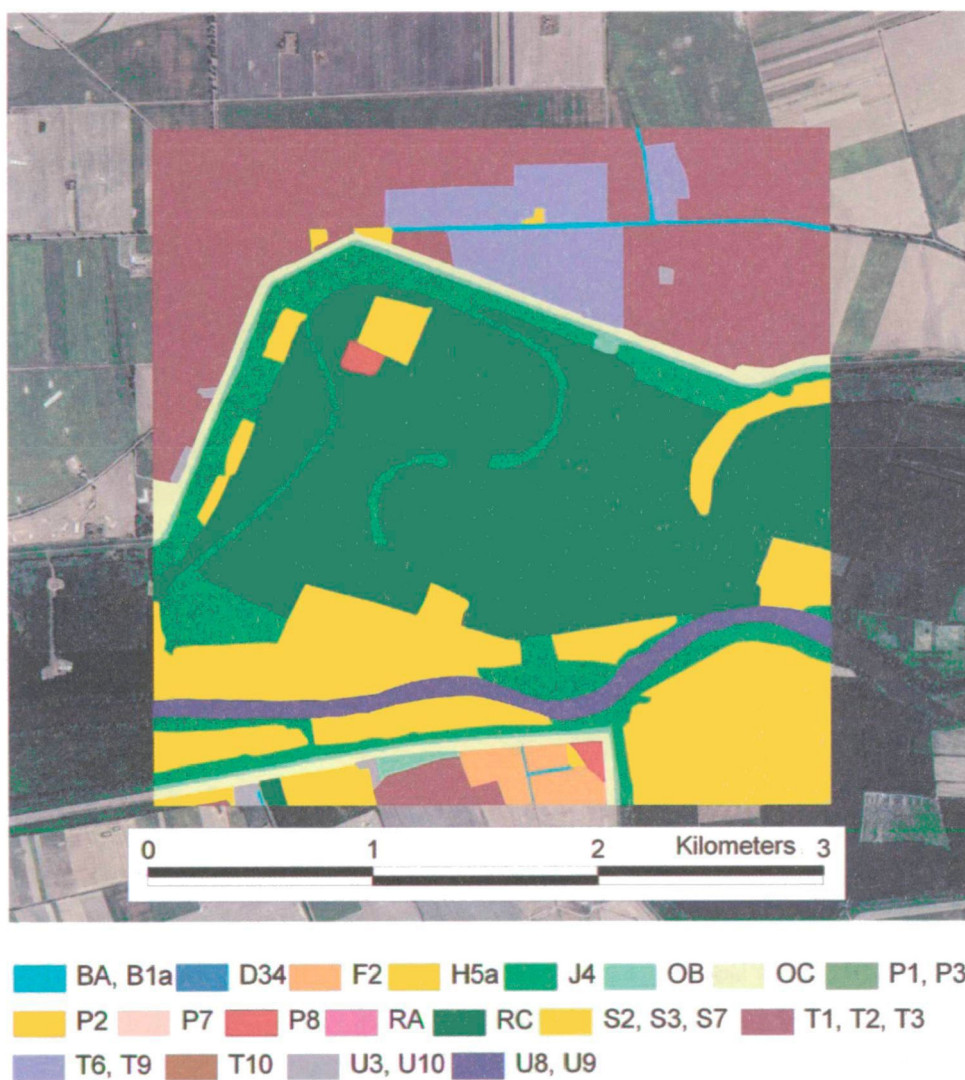 0 1 2 Kilometers 3
BA, B1a D34 F2 H5a J4 OB OC P1, P3
P2 P7 P8 RA RC S2, S3, S7 T1, T2, T3
T6, T9 T10 U3, U10 U8, U9